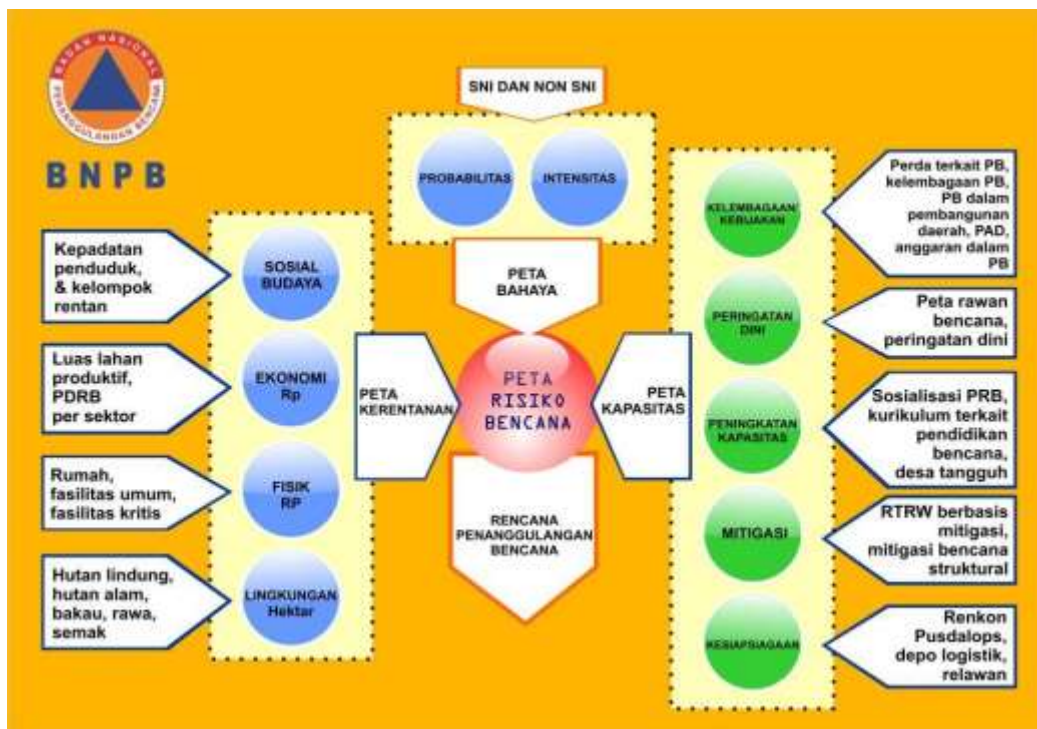 BADAN NASIONAL
PENANGGULANGAN BENCANA
BNPB
SNI DAN NON SNI
PROBABILITAS
INTENSITAS
PETA
BAHAYA
Kepadatan
penduduk,
& kelompok
rentan
Luas lahan
produktif,
PDRB
per sektor
Rumah,
fasilitas umum,
fasilitas kritis
Hutan lindung,
hutan alam,
bakau, rawa,
semak
SOSIAL
BUDAYA
EKONOMI
Rp
FISIK
RP
LINGKUNGAN
Hektar
PETA
KERENTANAN
PETA
RISIKO
BENCANA
PETA
KAPASITAS
RENCANA
PENANGGULANGAN
BENCANA
KELEMBAGAAN/
KEBIJAKAN
PERINGATAN
DINI
PENINGKATAN
KAPASITAS
MITIGASI
KESIAPSIAGAAN
Perda terkait PB,
kelembagaan PB,
PB dalam
pembangunan
daerah, PAD,
anggaran dalam
PB
Peta rawan
bencana,
peringatan dini
Sosialisasi PRB,
kurikulum terkait
pendidikan
bencana,
desa tangguh
RTRW berbasis
mitigasi,
mitigasi bencana
struktural
Renkon
Pusdalops,
depo logistik,
relawan